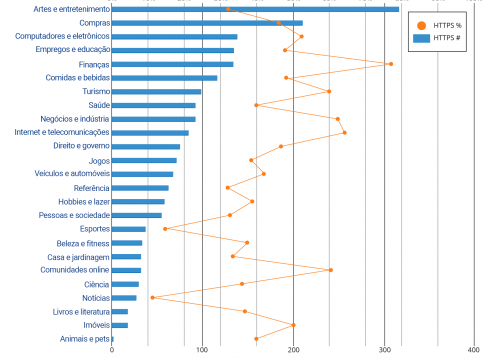 Artes e entretenimento
Compras
Computadores e eletrônicos
Empregos e educação
Finanças
Comidas e bebidas
Turismo
Saúde
Negócios e indústria
Internet e telecomunicações
Direito e governo
Jogos
Veículos e automóveis
Referência
Hobbies e lazer
Pessoas e sociedade
Esportes
Beleza e fitness
Casa e jardinagem
Comunidades online
Ciência
Notícias
Livros e literatura
Imóveis
Animais e pets
HTTPS %
HTTPS #
0 100 200 300 400